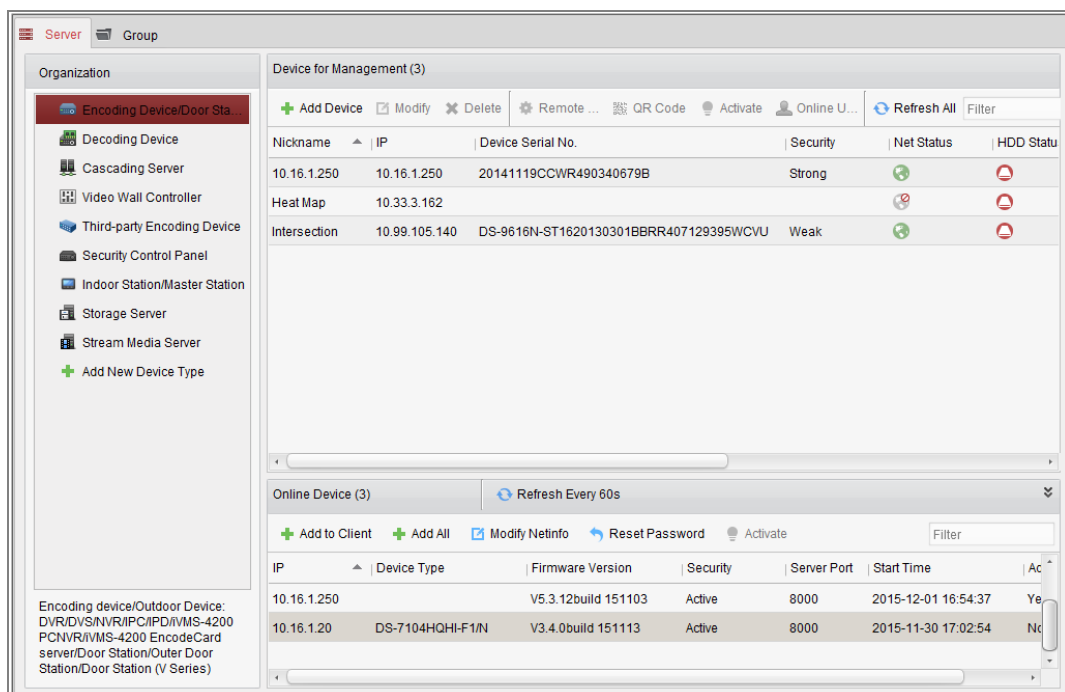 Server Group
Organization
Encoding Device/Door Sta...
Decoding Device
Cascading Server
Video Wall Controller
Third-party Encoding Device
Security Control Panel
Indoor Station/Master Station
Storage Server
Stream Media Server
Add New Device Type
Encoding device/Outdoor Device:
DVR/DVS/NVR/IPC/IPD/iVMS-4200
PCNVR/iVMS-4200 EncodeCard
server/Door Station/Outer Door
Station/Door Station (V Series)
Device for Management (3)
Add Device Modify Delete Remote ... QR Code Activate Online U... Refresh All Filter
Nickname IP Device Serial No. Security Net Status HDD Statu
10.16.1.250 10.16.1.250 20141119CCWR490340679B Strong
Heat Map 10.33.3.162
Intersection 10.99.105.140 DS-9616N-ST1620130301BBRR407129395WCVU Weak
Online Device (3) Refresh Every 60s
Add to Client Add All Modify Netinfo Reset Password Activate Filter
IP Device Type Firmware Version Security Server Port Start Time Ad
10.16.1.250 V5.3.12build 151103 Active 8000 2015-12-01 16:54:37 Ye
10.16.1.20 DS-7104HQHI-F1/N V3.4.0build 151113 Active 8000 2015-11-30 17:02:54 No